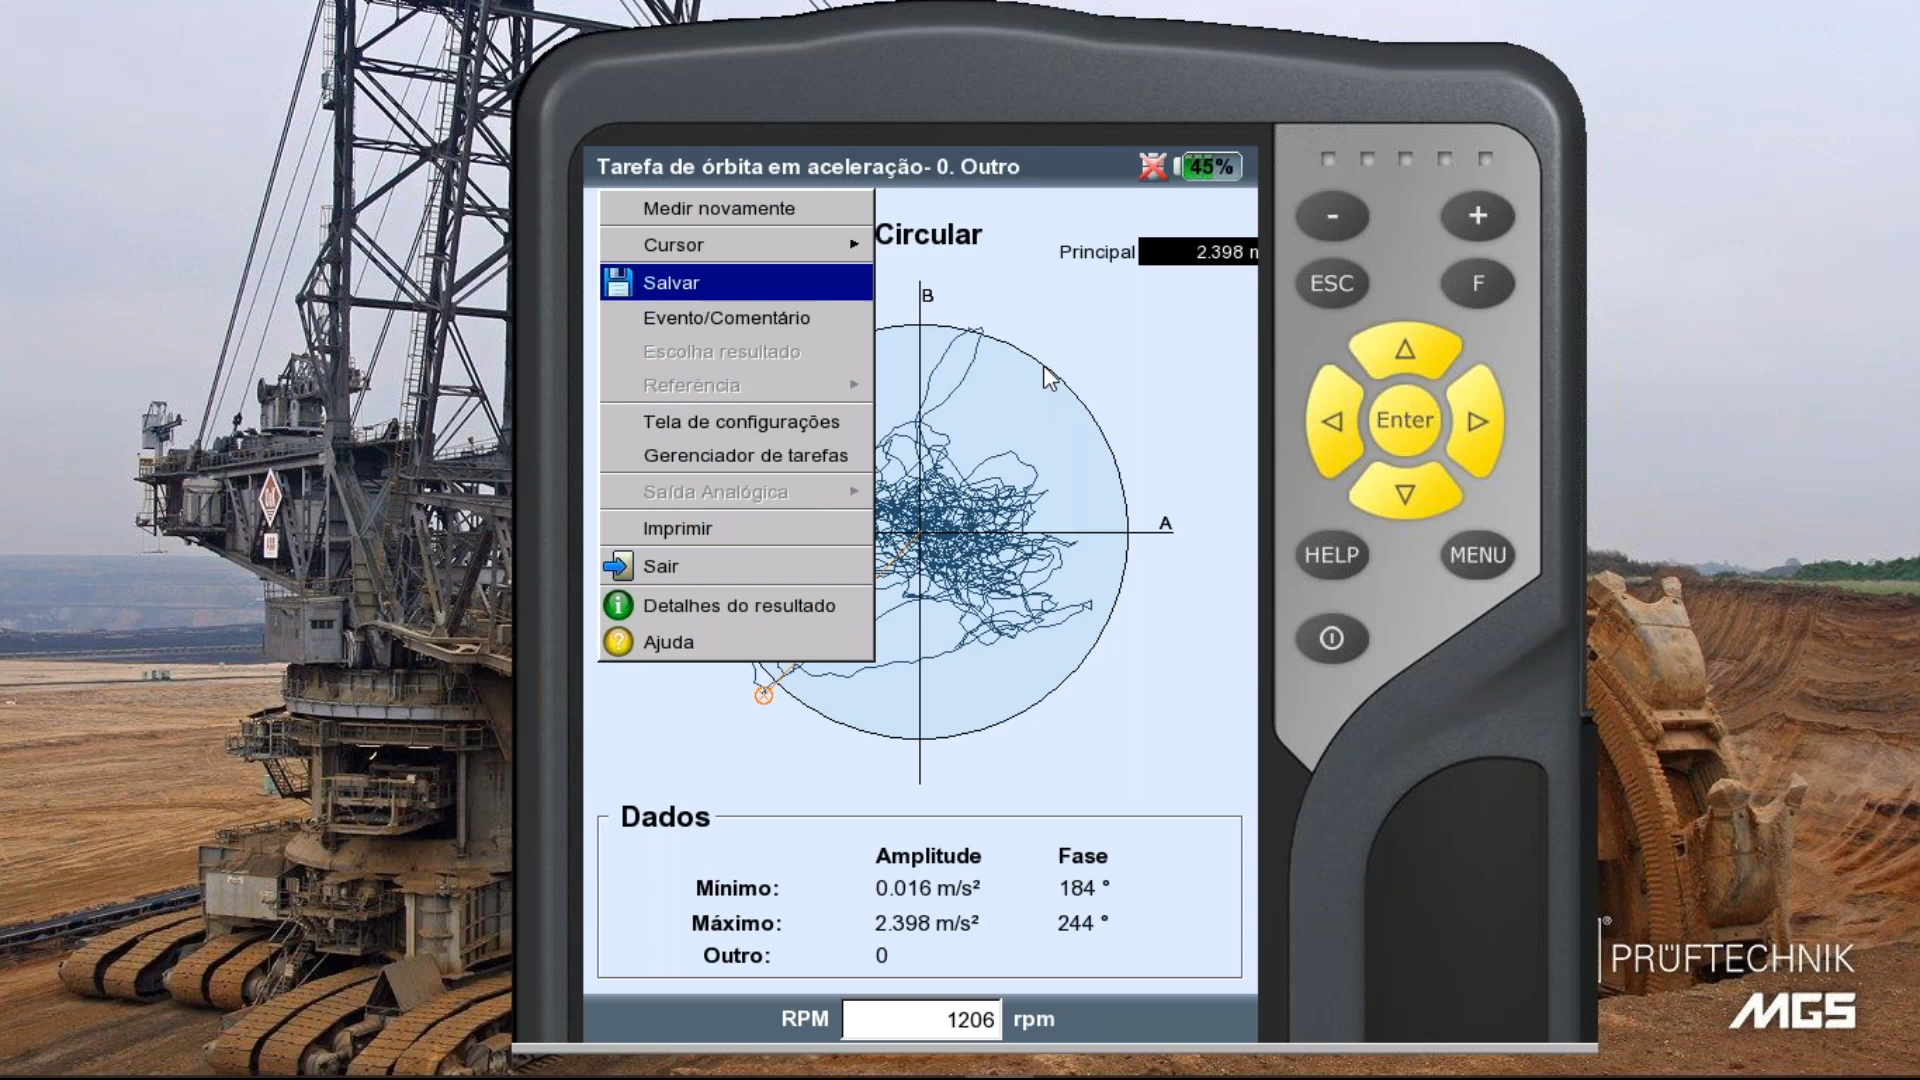 Tarefa de órbita em aceleração- 0. Outro
45%
Medir novamente
Cursor
Salvar
Evento/Comentário
Escolha resultado
Referência
Tela de configurações
Gerenciador de tarefas
Saída Analógica
Imprimir
Sair
Detalhes do resultado
Ajuda
Circular
Principal 2.398 m
B
A
Dados
Amplitude Fase
Mínimo: 0.016 m/s² 184 °
Máximo: 2.398 m/s² 244 °
Outro: 0
RPM 1206 rpm
- +
ESC F
Enter
HELP MENU
PRÜFTECHNIK
MGS